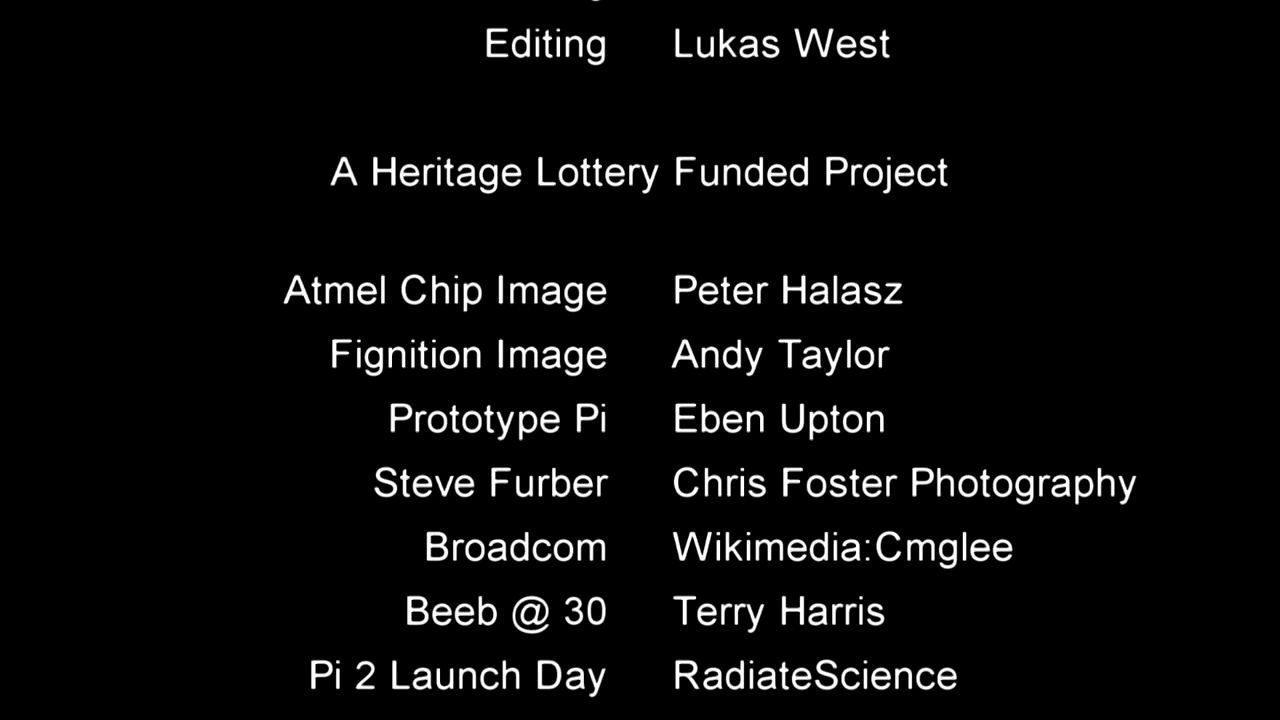 Editing Lukas West
A Heritage Lottery Funded Project
Atmel Chip Image Peter Halasz
Fignition Image Andy Taylor
Prototype Pi Eben Upton
Steve Furber Chris Foster Photography
Broadcom Wikimedia:Cmglee
Beeb @ 30 Terry Harris
Pi 2 Launch Day RadiateScience